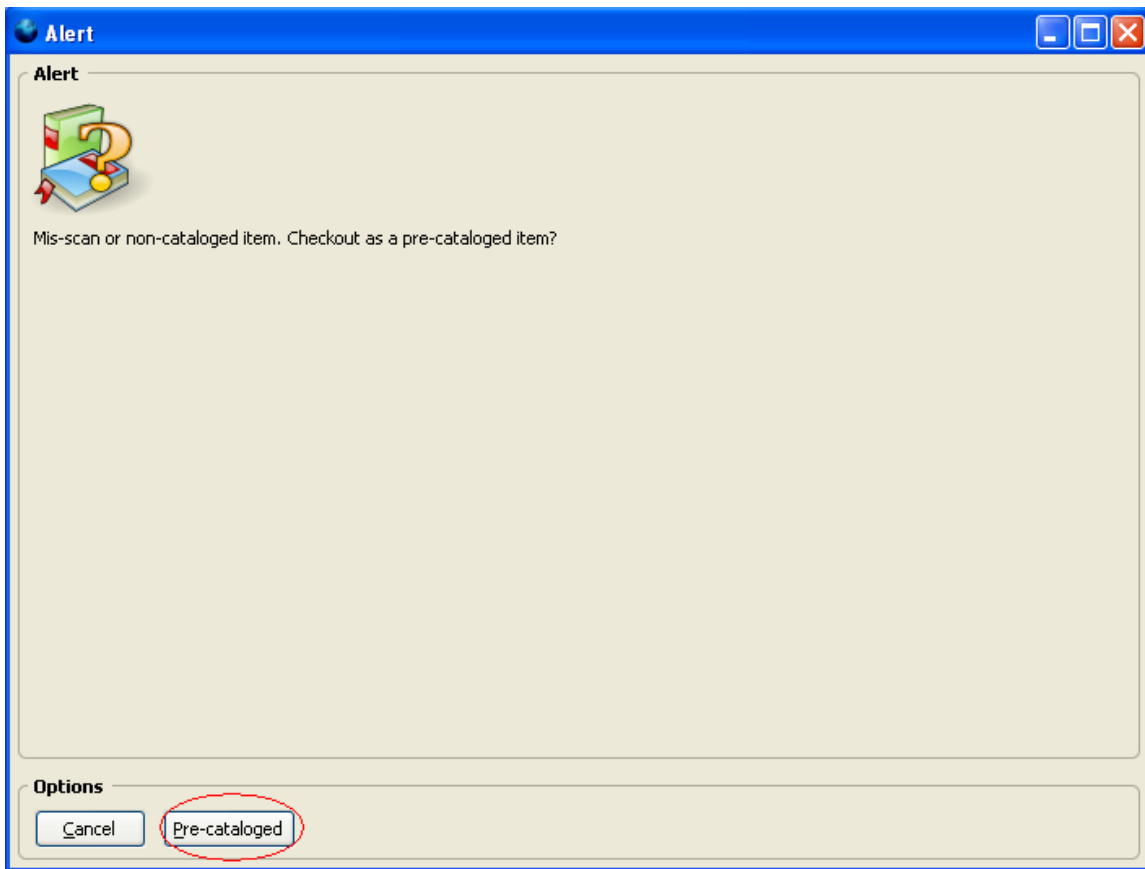 Alert
Alert
Mis-scan or non-cataloged item. Checkout as a pre-cataloged item?
Options
Cancel Pre-cataloged